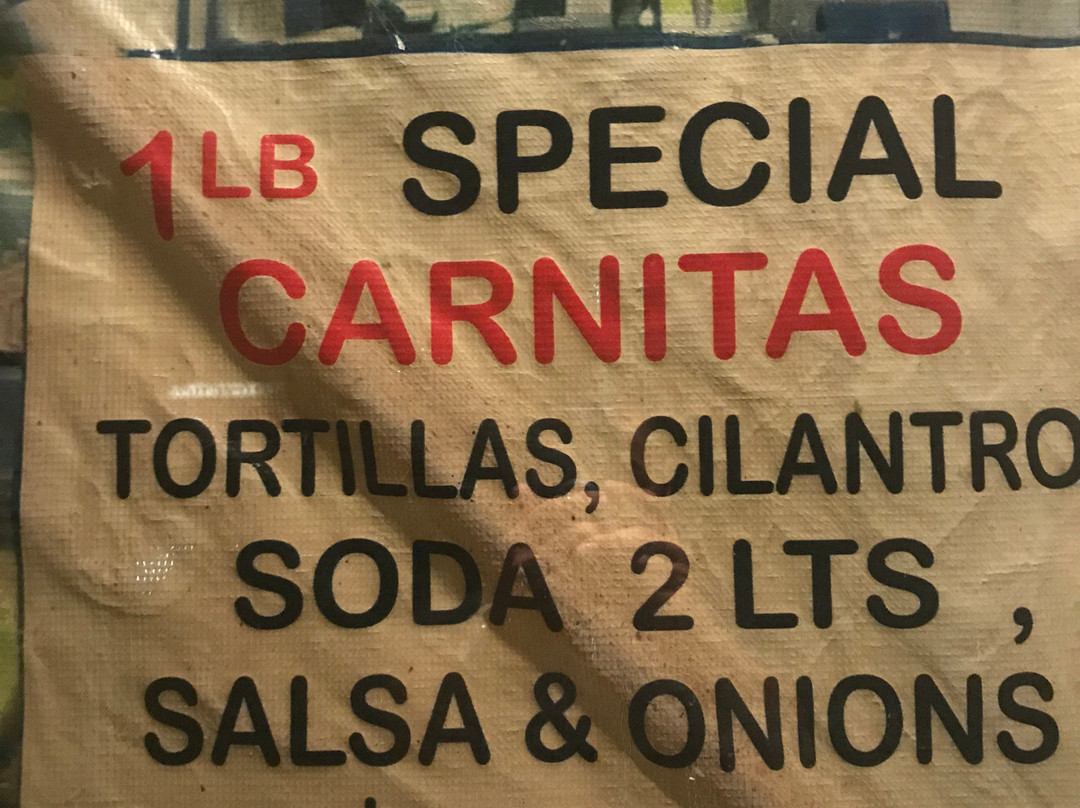 1LB SPECIAL
CARNITAS
TORTILLAS, CILANTRO
SODA 2 LTS ,
SALSA & ONIONS